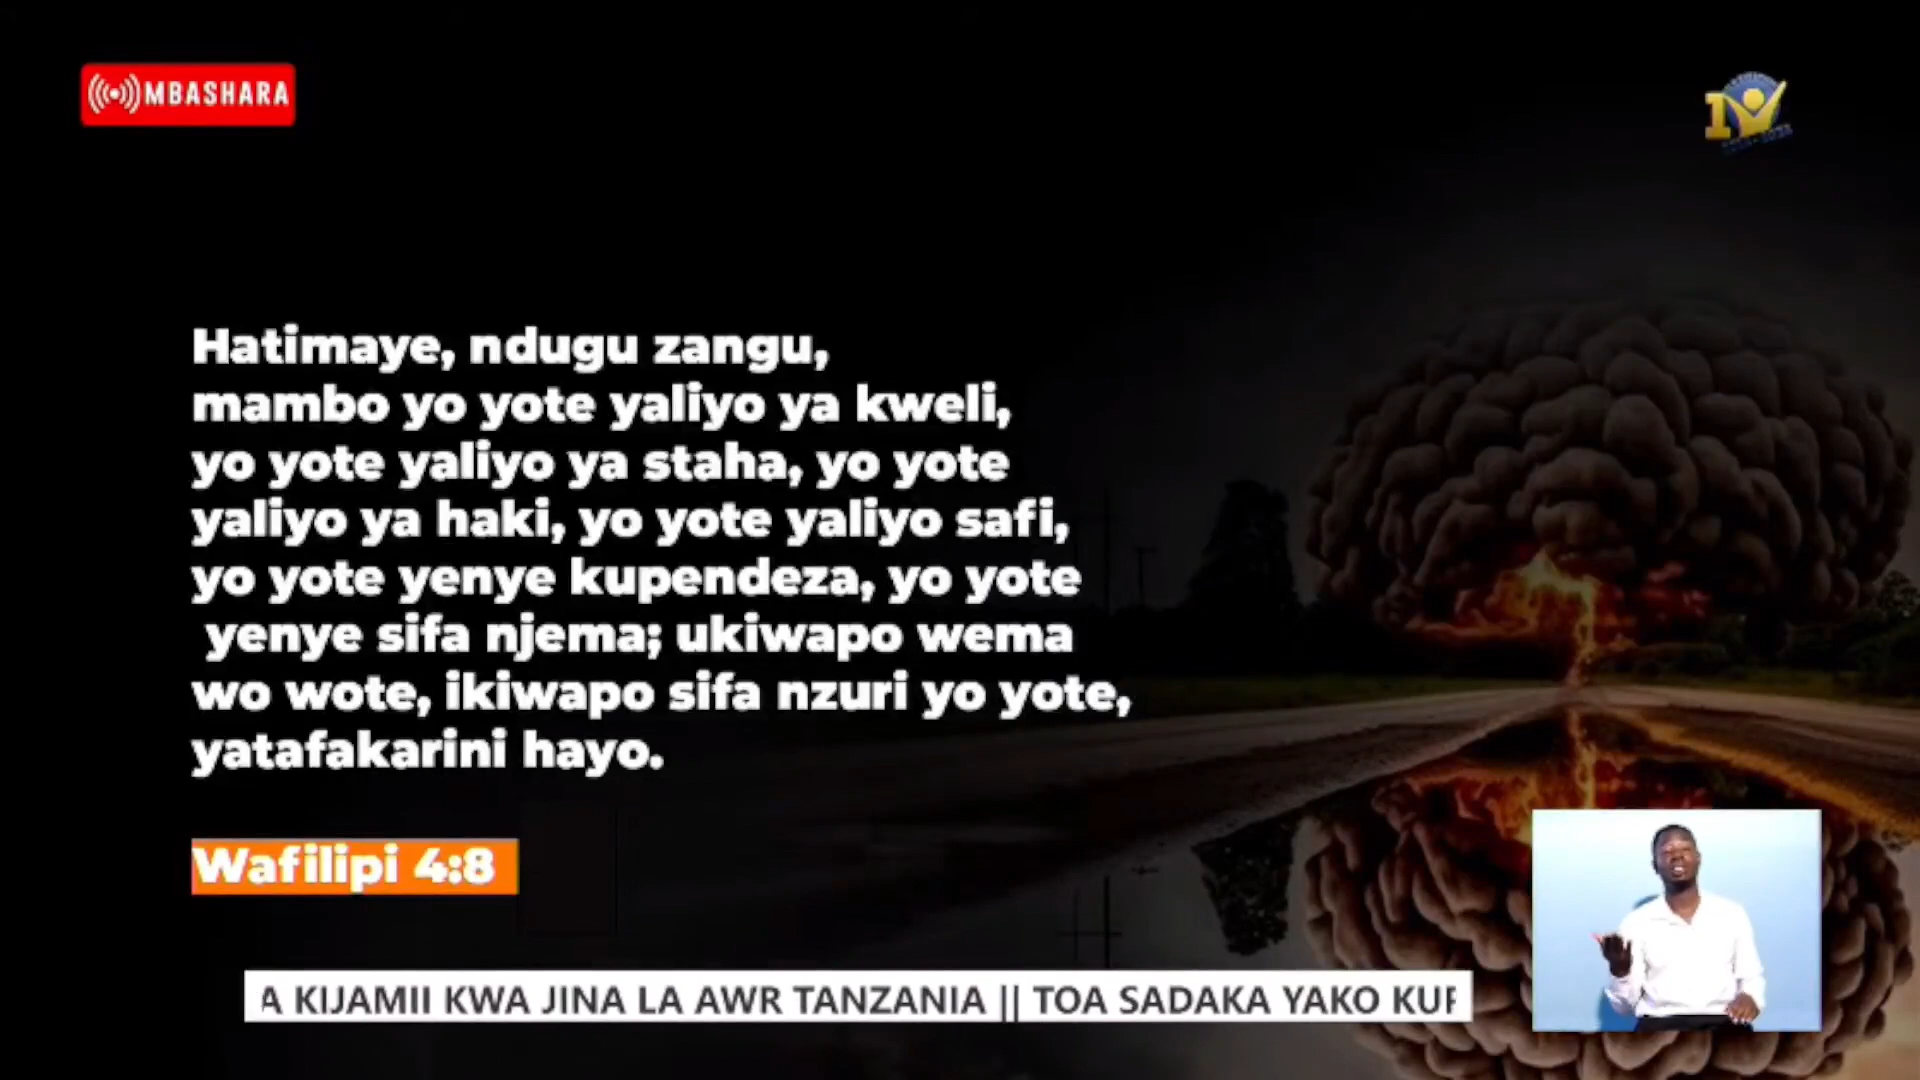 MBASHARA
Hatimaye, ndugu zangu,
mambo yo yote yaliyo ya kweli,
yo yote yaliyo ya staha, yo yote
yaliyo ya haki, yo yote yaliyo safi,
yo yote yenye kupendeza, yo yote
yenye sifa njema; ukiwapo wema
wo wote, ikiwapo sifa nzuri yo yote,
yatafakarini hayo.
Wafilipi 4:8
A KIJAMII KWA JINA LA AWR TANZANIA || TOA SADAKA YAKO